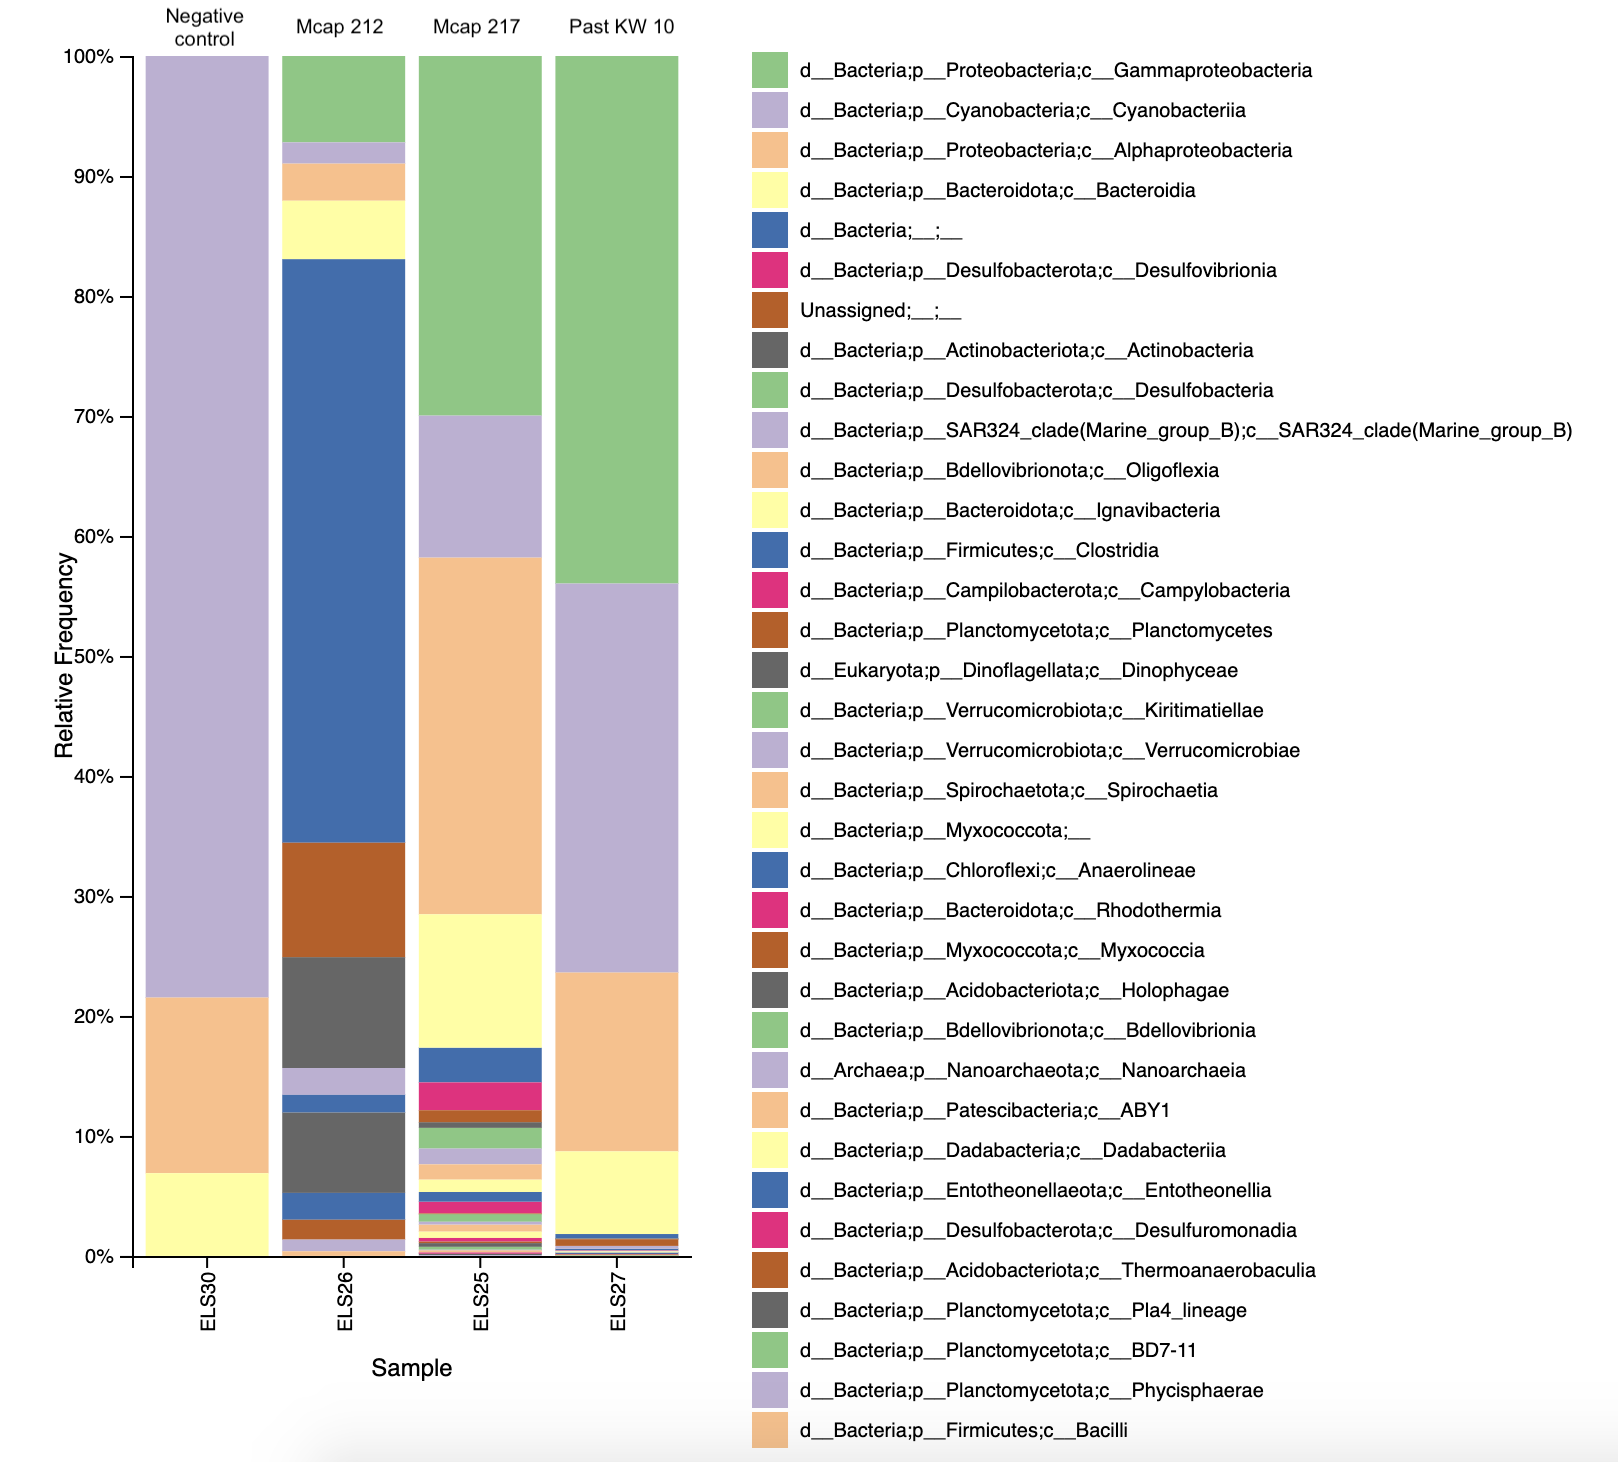 Negative
control
Mcap 212
Mcap 217
Past KW 10
100%
90%
80%
70%
60%
50%
40%
30%
20%
10%
0%
Relative Frequency
ELS30
ELS26
ELS25
ELS27
Sample
d__Bacteria;p__Proteobacteria;c__Gammaproteobacteria
d__Bacteria;p__Cyanobacteria;c__Cyanobacteriia
d__Bacteria;p__Proteobacteria;c__Alphaproteobacteria
d__Bacteria;p__Bacteroidota;c__Bacteroidia
d__Bacteria;__;__
d__Bacteria;p__Desulfobacterota;c__Desulfovibrionia
Unassigned;__;__
d__Bacteria;p__Actinobacteriota;c__Actinobacteria
d__Bacteria;p__Desulfobacterota;c__Desulfobacteria
d__Bacteria;p__SAR324_clade(Marine_group_B);c__SAR324_clade(Marine_group_B)
d__Bacteria;p__Bdellovibrionota;c__Oligoflexia
d__Bacteria;p__Bacteroidota;c__Ignavibacteria
d__Bacteria;p__Firmicutes;c__Clostridia
d__Bacteria;p__Campilobacterota;c__Campylobacteria
d__Bacteria;p__Planctomycetota;c__Planctomycetes
d__Eukaryota;p__Dinoflagellata;c__Dinophyceae
d__Bacteria;p__Verrucomicrobiota;c__Kiritimatiellae
d__Bacteria;p__Verrucomicrobiota;c__Verrucomicrobiae
d__Bacteria;p__Spirochaetota;c__Spirochaetia
d__Bacteria;p__Myxococcota;__
d__Bacteria;p__Chloroflexi;c__Anaerolineae
d__Bacteria;p__Bacteroidota;c__Rhodothermia
d__Bacteria;p__Myxococcota;c__Myxococcia
d__Bacteria;p__Acidobacteriota;c__Holophagae
d__Bacteria;p__Bdellovibrionota;c__Bdellovibrionia
d__Archaea;p__Nanoarchaeota;c__Nanoarchaeia
d__Bacteria;p__Patescibacteria;c__ABY1
d__Bacteria;p__Dadabacteria;c__Dadabacteriia
d__Bacteria;p__Entotheonellaeota;c__Entotheonellia
d__Bacteria;p__Desulfobacterota;c__Desulfuromonadia
d__Bacteria;p__Acidobacteriota;c__Thermoanaerobaculia
d__Bacteria;p__Planctomycetota;c__Pla4_lineage
d__Bacteria;p__Planctomycetota;c__BD7-11
d__Bacteria;p__Planctomycetota;c__Phycisphaerae
d__Bacteria;p__Firmicutes;c__Bacilli